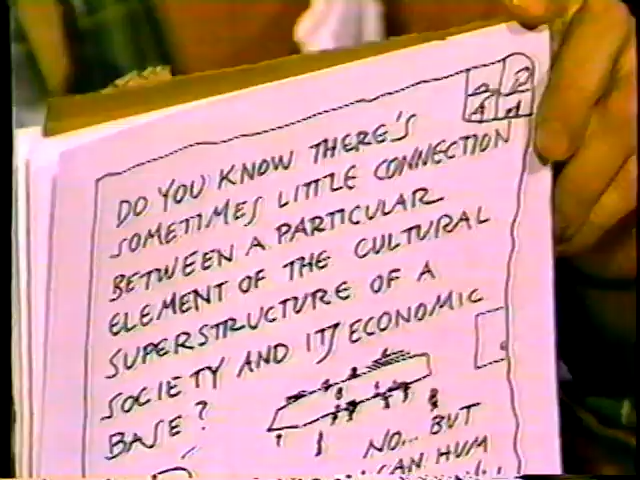 DO YOU KNOW THERE'S
SOMETIMES LITTLE CONNECTION
BETWEEN A PARTICULAR
ELEMENT OF THE CULTURAL
SUPERSTRUCTURE OF A
SOCIETY AND ITS ECONOMIC
BASE?
NO... BUT
CAN HUM